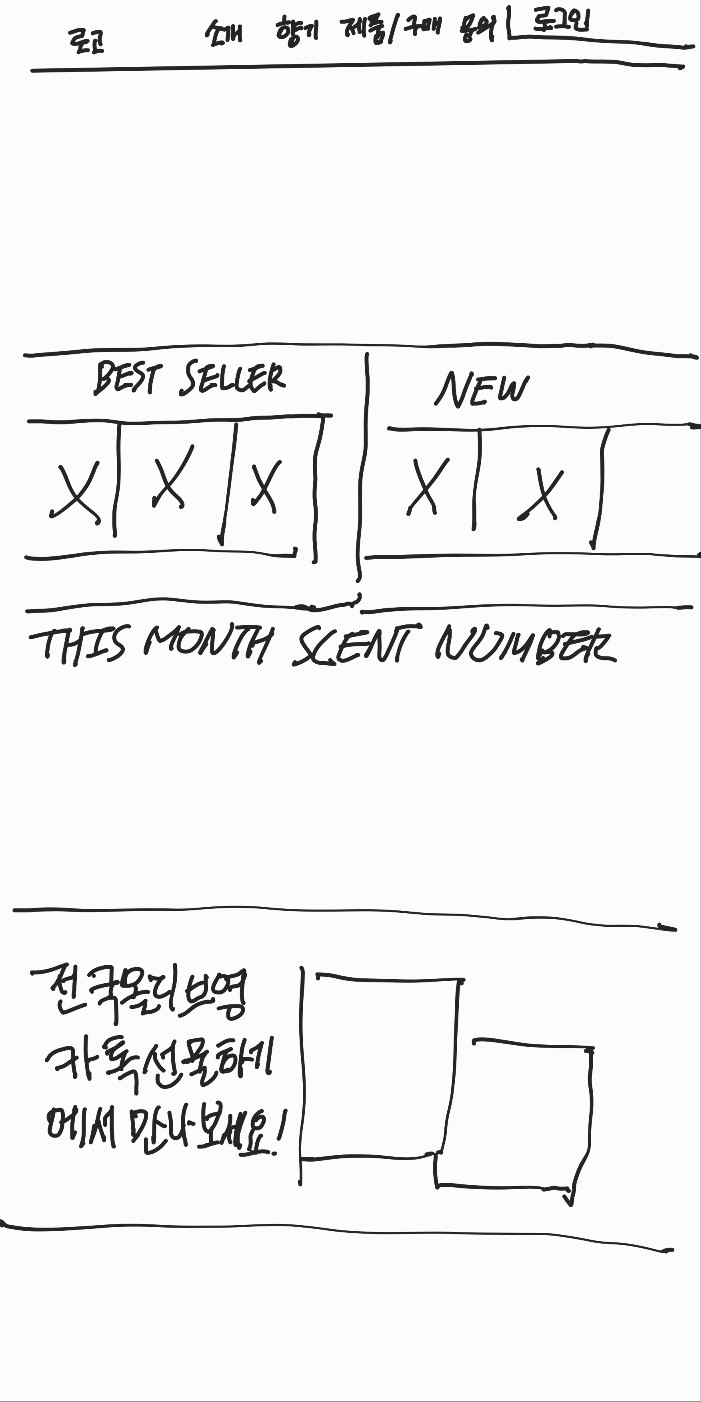 로고 소개 향기 제품/구매 문의 로그인
BEST SELLER NEW
X X X X X
THIS MONTH SCENT NUMBER
전국올리브영
카톡선물하기
에서 만나보세요!